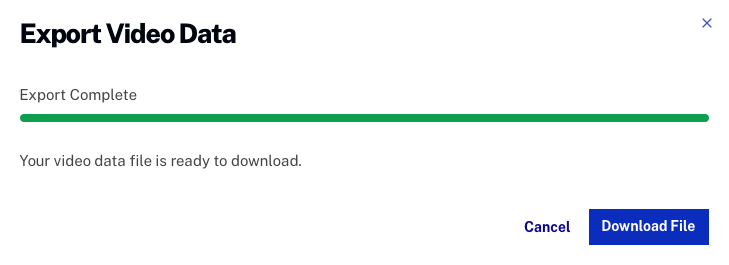 Export Video Data
Export Complete
Your video data file is ready to download.
Cancel
Download File